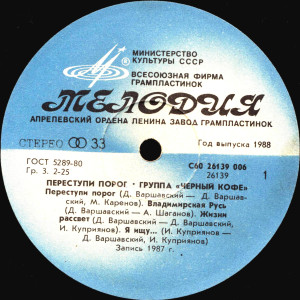 МИНИСТЕРСТВО
КУЛЬТУРЫ СССР
ВСЕСОЮЗНАЯ ФИРМА
ГРАМПЛАСТИНОК
МЕЛОДИЯ
АПРЕЛЕВСКИЙ ОРДЕНА ЛЕНИНА ЗАВОД ГРАМПЛАСТИНОК
СТЕРЕО 33 Год выпуска 1988
ГОСТ 5289-80 С60 26139 006
Гр. 3. 2-25 26139 1
ПЕРЕСТУПИ ПОРОГ • ГРУППА «ЧЕРНЫЙ КОФЕ»
Переступи порог (Д. Варшавский — Д. Варшав-
ский, М. Каренов). Владимирская Русь
(Д. Варшавский — А. Шаганов). Жизни
рассвет (Д. Варшавский — И. Куприянов,
Д. Варшавский). Я ищу... (И. Куприянов —
Д. Варшавский, И. Куприянов)
Запись 1987 г.